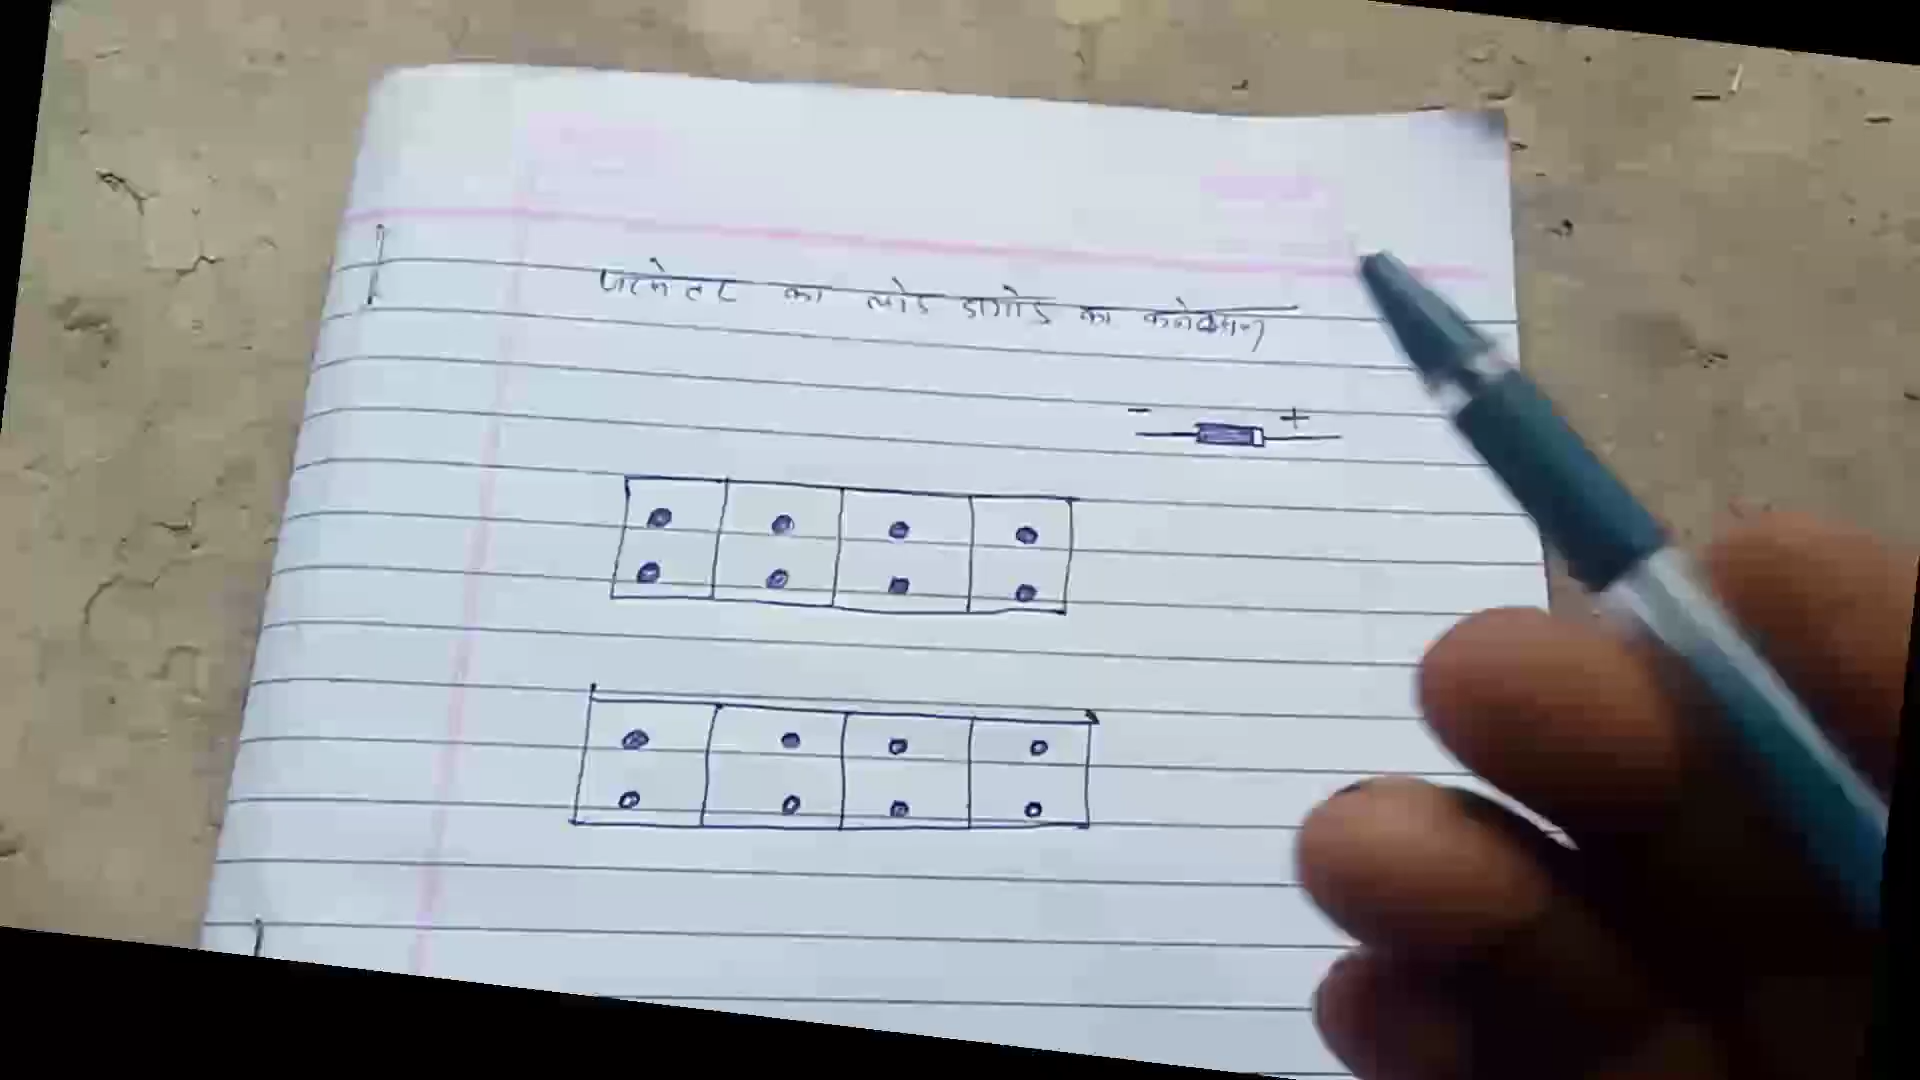 का लोड डायोड का कनेक्शन
- +